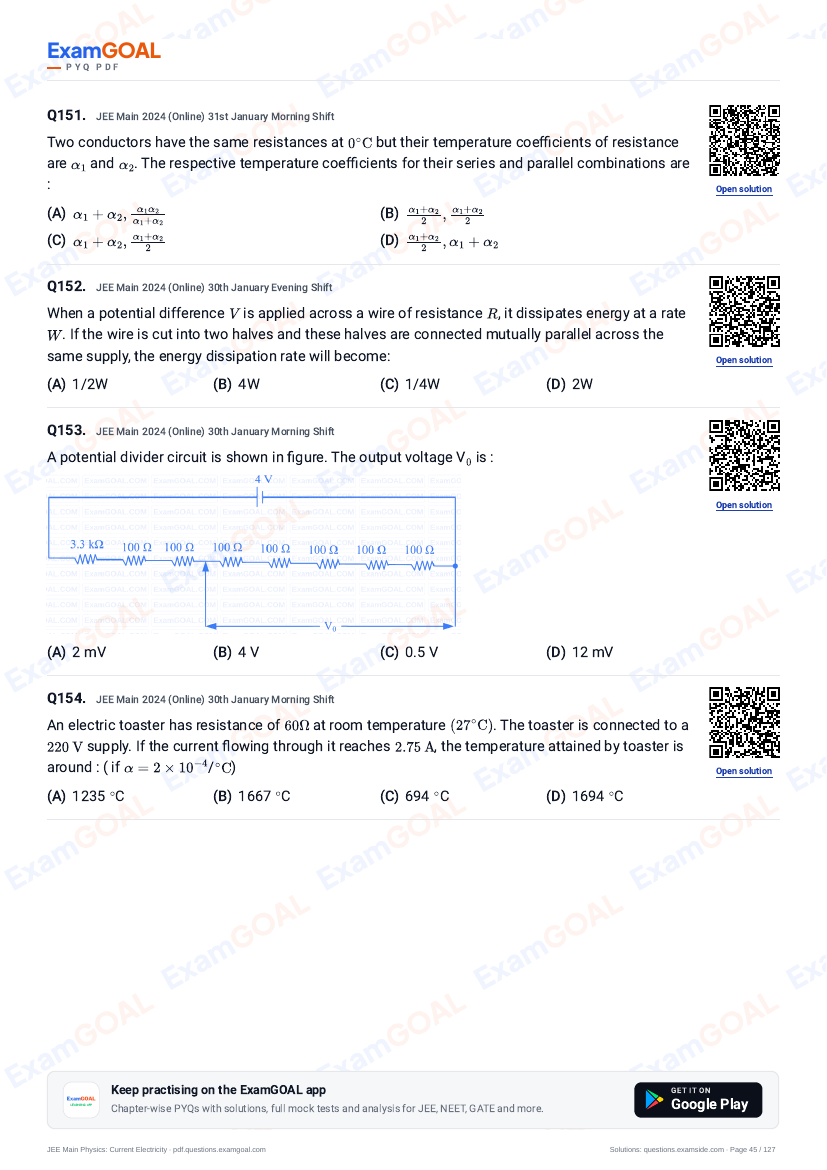 ExamGOAL
PYQ PDF
Q151. JEE Main 2024 (Online) 31st January Morning Shift
Two conductors have the same resistances at 0°C but their temperature coefficients of resistance
are α₁ and α₂. The respective temperature coefficients for their series and parallel combinations are
:
(A) α₁ + α₂, α₁α₂/(α₁+α₂) (B) (α₁+α₂)/2, (α₁+α₂)/2
(C) α₁ + α₂, (α₁+α₂)/2 (D) (α₁+α₂)/2, α₁ + α₂
Open solution
Q152. JEE Main 2024 (Online) 30th January Evening Shift
When a potential difference V is applied across a wire of resistance R, it dissipates energy at a rate
W. If the wire is cut into two halves and these halves are connected mutually parallel across the
same supply, the energy dissipation rate will become:
(A) 1/2W (B) 4W (C) 1/4W (D) 2W
Open solution
Q153. JEE Main 2024 (Online) 30th January Morning Shift
A potential divider circuit is shown in figure. The output voltage V₀ is :
4 V
3.3 kΩ 100 Ω 100 Ω 100 Ω 100 Ω 100 Ω 100 Ω 100 Ω
V₀
(A) 2 mV (B) 4 V (C) 0.5 V (D) 12 mV
Open solution
Q154. JEE Main 2024 (Online) 30th January Morning Shift
An electric toaster has resistance of 60Ω at room temperature (27°C). The toaster is connected to a
220 V supply. If the current flowing through it reaches 2.75 A, the temperature attained by toaster is
around : ( if α = 2 × 10⁻⁴/°C)
(A) 1235 °C (B) 1667 °C (C) 694 °C (D) 1694 °C
Open solution
Keep practising on the ExamGOAL app
Chapter-wise PYQs with solutions, full mock tests and analysis for JEE, NEET, GATE and more.
GET IT ON
Google Play
JEE Main Physics: Current Electricity · pdf.questions.examgoal.com
Solutions: questions.examside.com · Page 45 / 127